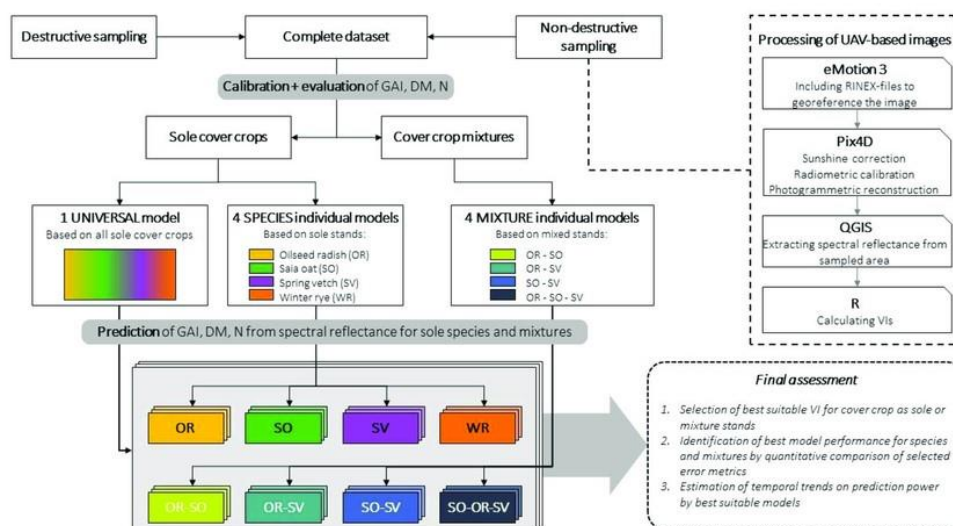 Destructive sampling
Complete dataset
Non-destructive
sampling
Calibration + evaluation of GAI, DM, N
Sole cover crops
Cover crop mixtures
1 UNIVERSAL model
Based on all sole cover crops
4 SPECIES individual models
Based on sole stands:
Oilseed radish (OR)
Saia oat (SO)
Spring vetch (SV)
Winter rye (WR)
4 MIXTURE individual models
Based on mixed stands:
OR - SO
OR - SV
SO - SV
OR - SO - SV
Prediction of GAI, DM, N from spectral reflectance for sole species and mixtures
OR
SO
SV
WR
OR-SO
OR-SV
SO-SV
SO-OR-SV
Processing of UAV-based images
eMotion 3
Including RINEX-files to
georeference the image
Pix4D
Sunshine correction
Radiometric calibration
Photogrammetric reconstruction
QGIS
Extracting spectral reflectance from
sampled area
R
Calculating VIs
Final assessment
1. Selection of best suitable VI for cover crop as sole or
mixture stands
2. Identification of best model performance for species
and mixtures by quantitative comparison of selected
error metrics
3. Estimation of temporal trends on prediction power
by best suitable models